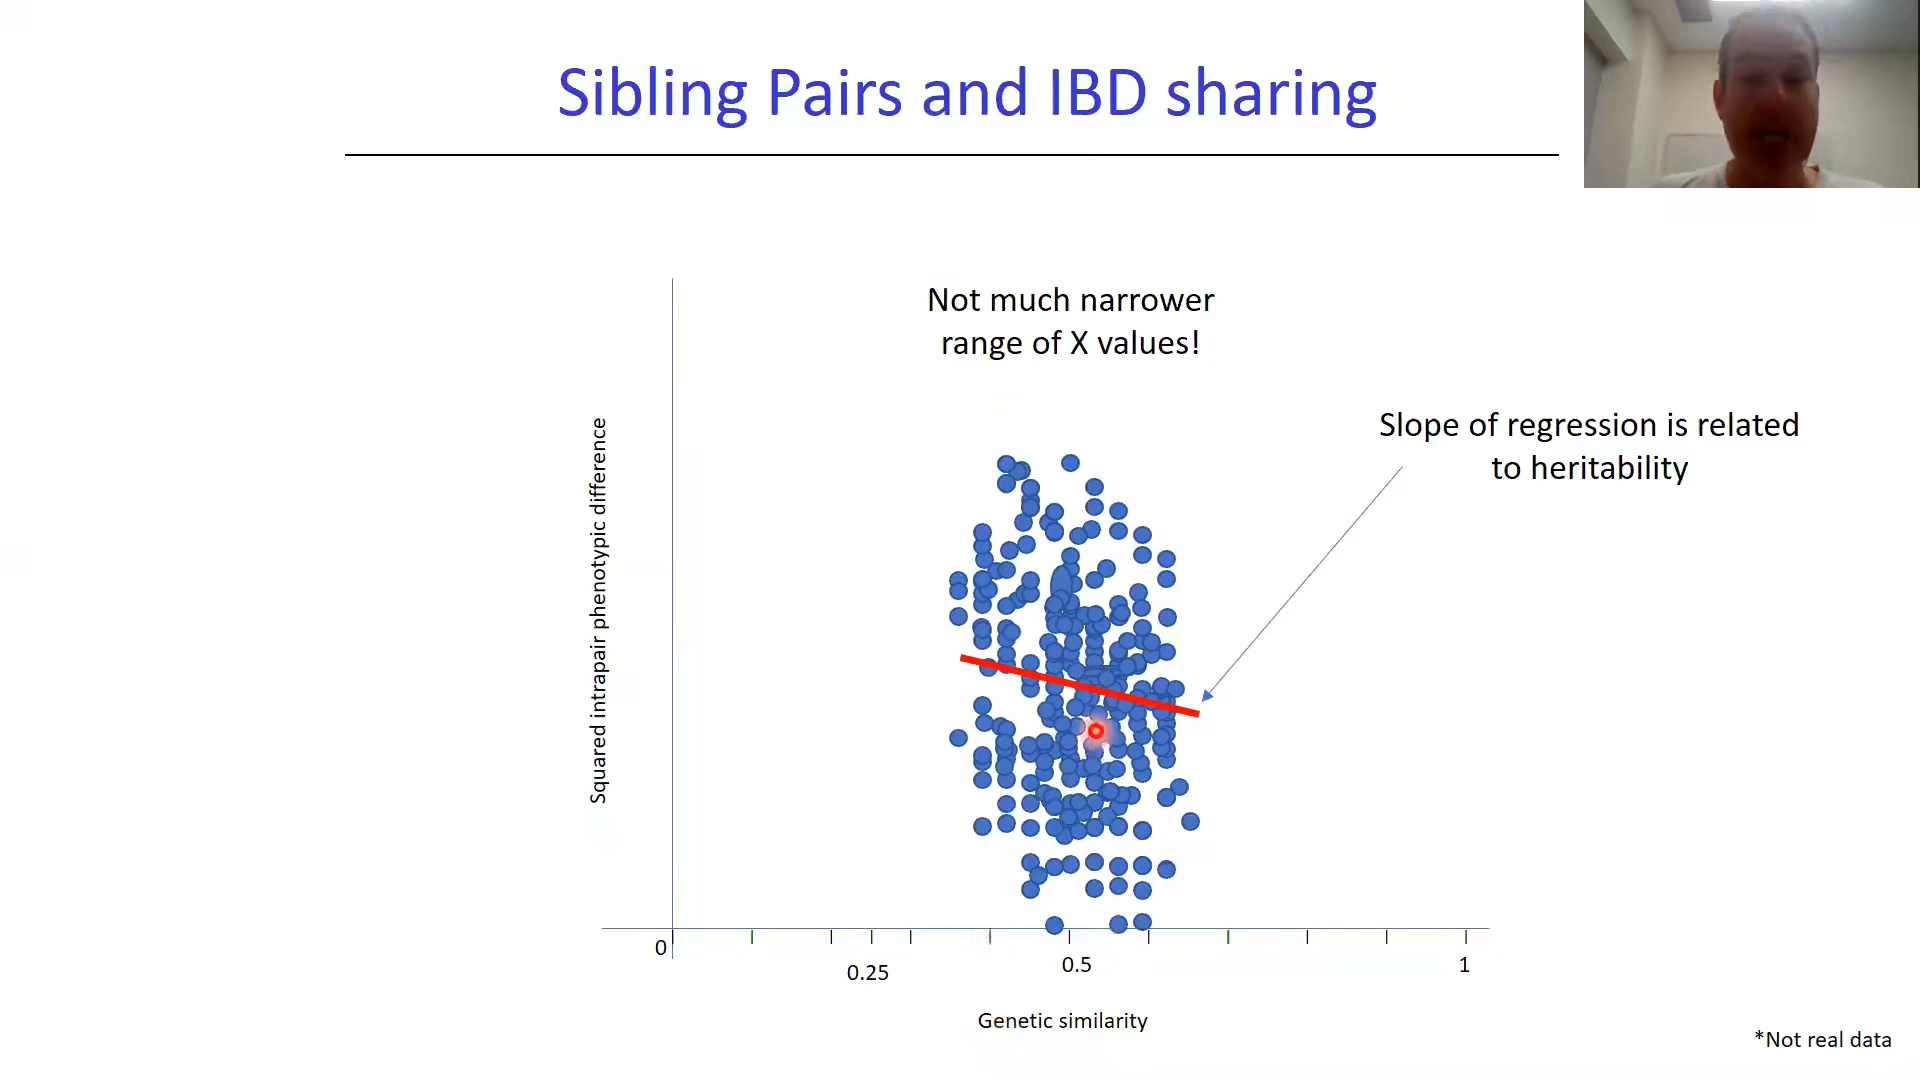 Sibling Pairs and IBD sharing
Not much narrower
range of X values!
Slope of regression is related
to heritability
Squared intrapair phenotypic difference
0
0.25
0.5
1
Genetic similarity
*Not real data